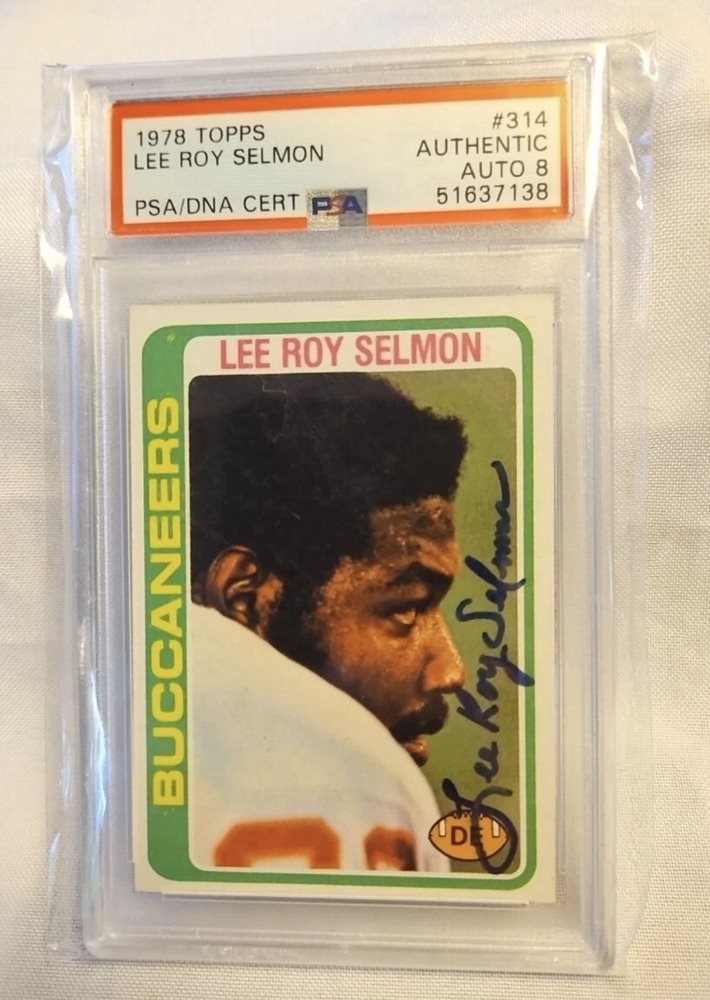 1978 TOPPS #314
LEE ROY SELMON AUTHENTIC
AUTO 8
PSA/DNA CERT PSA 51637138
LEE ROY SELMON
BUCCANEERS
Lee Roy Selmon
DE